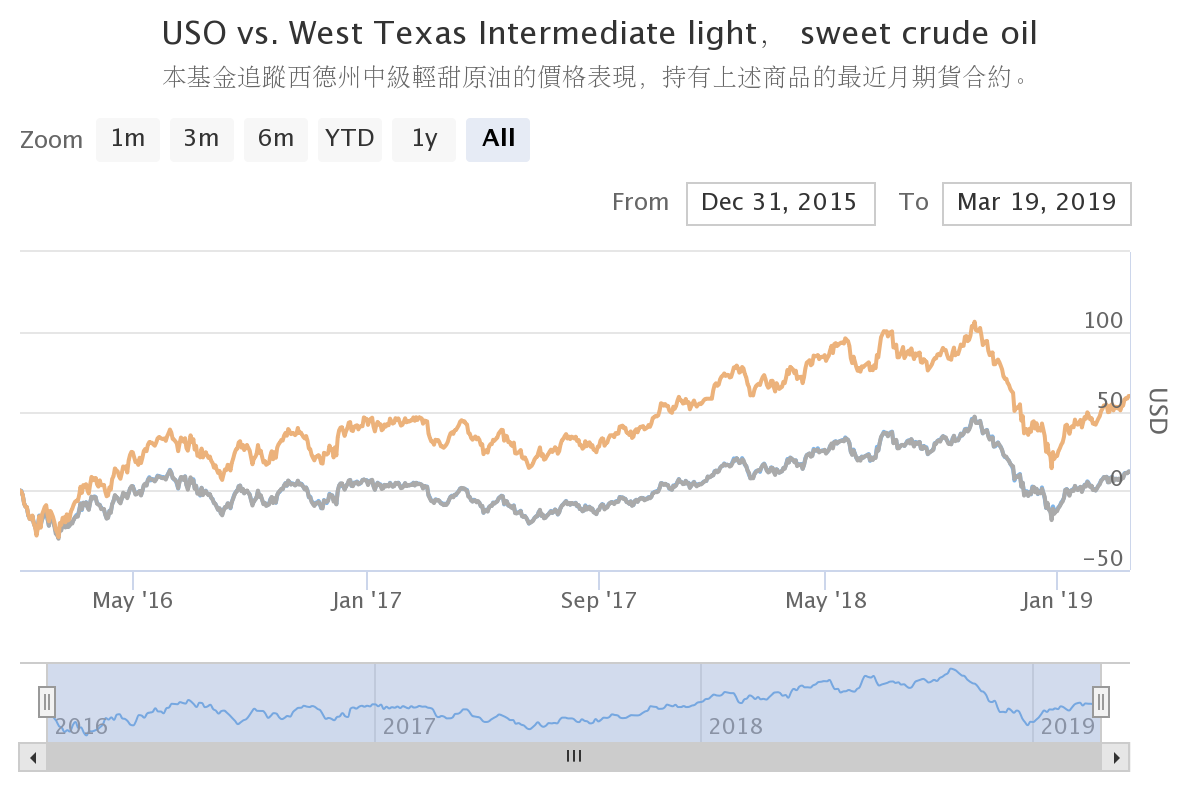 USO vs. West Texas Intermediate light， sweet crude oil
本基金追蹤西德州中級輕甜原油的價格表現，持有上述商品的最近月期貨合約。
Zoom 1m 3m 6m YTD 1y All
From Dec 31, 2015 To Mar 19, 2019
100
50
0
−50
USD
May '16 Jan '17 Sep '17 May '18 Jan '19
2016 2017 2018 2019